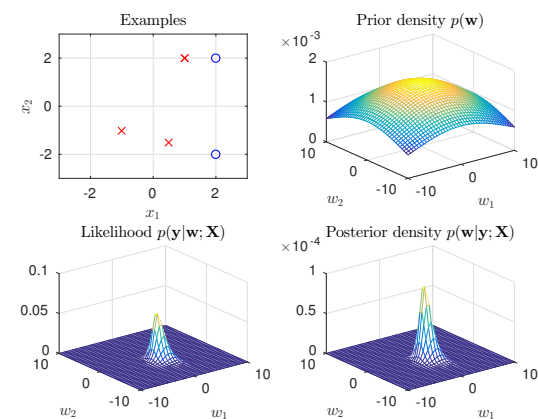 Examples
2
0
-2
x₂
-2
0
2
x₁
Prior density p(w)
×10⁻³
2
1
0
10
0
-10
w₂
-10
0
10
w₁
Likelihood p(y|w; X)
0.1
0.05
0
10
0
-10
w₂
-10
0
10
w₁
Posterior density p(w|y; X)
×10⁻⁴
1
0.5
0
10
0
-10
w₂
-10
0
10
w₁